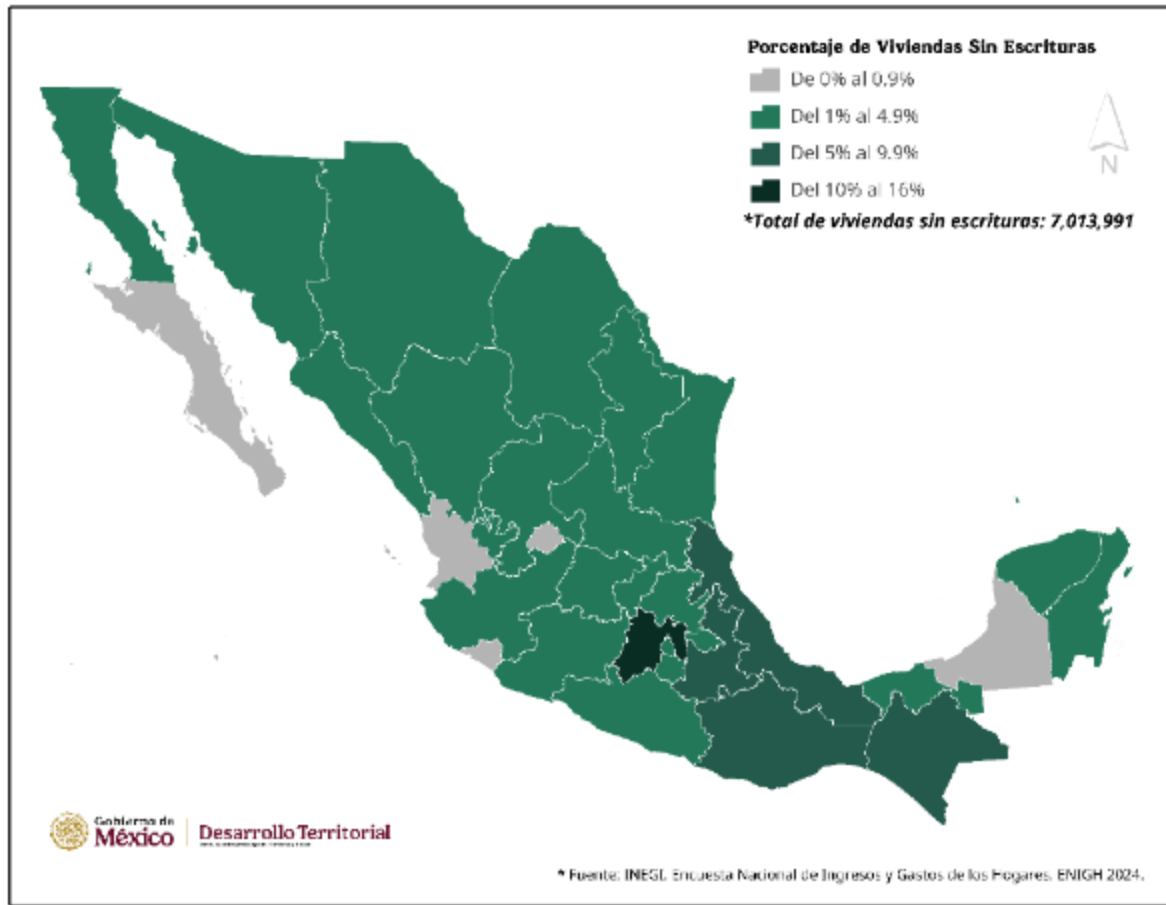 Porcentaje de Viviendas Sin Escrituras
De 0% al 0.9%
Del 1% al 4.9%
Del 5% al 9.9%
Del 10% al 16%
*Total de viviendas sin escrituras: 7,013,991
N
Gobierno de
México
Desarrollo Territorial
* Fuente: INEGI. Encuesta Nacional de Ingresos y Gastos de los Hogares. ENIGH 2024.